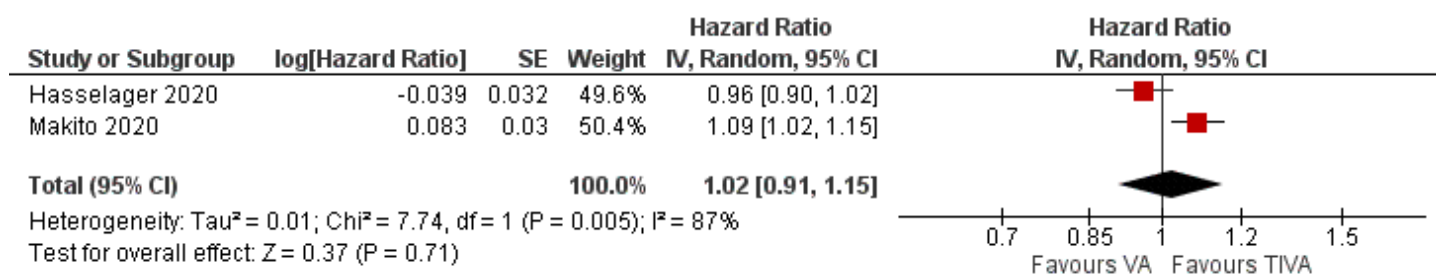 Hazard Ratio Hazard Ratio
Study or Subgroup log[Hazard Ratio] SE Weight IV, Random, 95% CI IV, Random, 95% CI
Hasselager 2020 -0.039 0.032 49.6% 0.96 [0.90, 1.02]
Makito 2020 0.083 0.03 50.4% 1.09 [1.02, 1.15]
Total (95% CI) 100.0% 1.02 [0.91, 1.15]
Heterogeneity: Tau² = 0.01; Chi² = 7.74, df = 1 (P = 0.005); I² = 87%
Test for overall effect: Z = 0.37 (P = 0.71)
0.7 0.85 1 1.2 1.5
Favours VA Favours TIVA